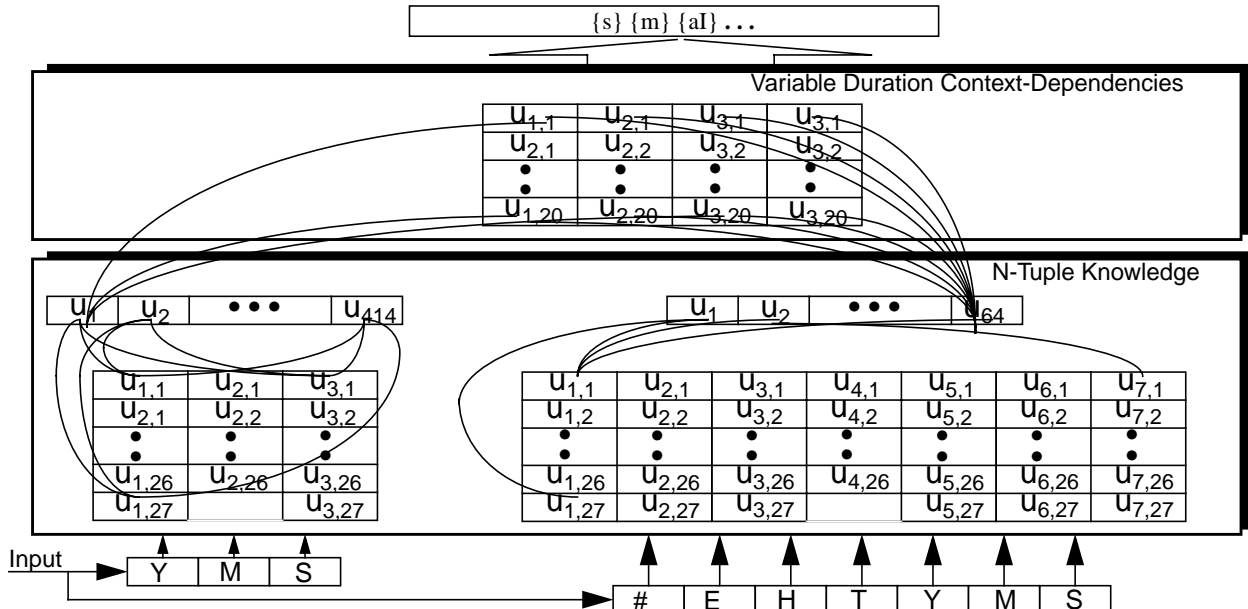 {s} {m} {aI} ...
Variable Duration Context-Dependencies
u1,1 u2,1 u3,1 u3,1
u2,1 u2,2 u3,2 u3,2
u1,20 u2,20 u3,20 u3,20
N-Tuple Knowledge
u1 u2 ••• u414
u1 u2 ••• u64
u1,1 u2,1 u3,1
u2,1 u2,2 u3,2
u1,26 u2,26 u3,26
u1,27 u3,27
u1,1 u2,1 u3,1 u4,1 u5,1 u6,1 u7,1
u1,2 u2,2 u3,2 u4,2 u5,2 u6,2 u7,2
u1,26 u2,26 u3,26 u4,26 u5,26 u6,26 u7,26
u1,27 u2,27 u3,27 u5,27 u6,27 u7,27
Input
Y M S
# E H T Y M S